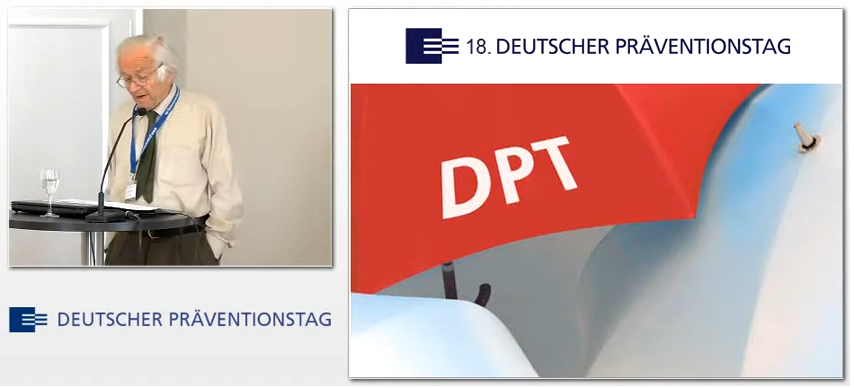 18. DEUTSCHER PRÄVENTIONSTAG
DPT
DEUTSCHER PRÄVENTIONSTAG